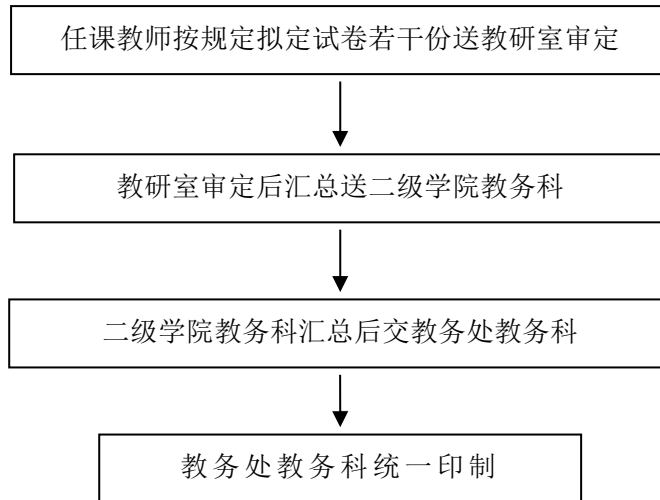 任课教师按规定拟定试卷若干份送教研室审定
教研室审定后汇总送二级学院教务科
二级学院教务科汇总后交教务处教务科
教务处教务科统一印制